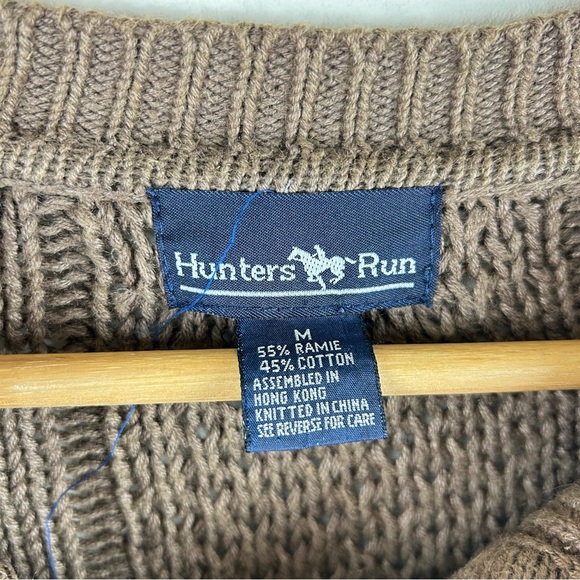 Hunters Run
M
55% RAMIE
45% COTTON
ASSEMBLED IN
HONG KONG
KNITTED IN CHINA
SEE REVERSE FOR CARE